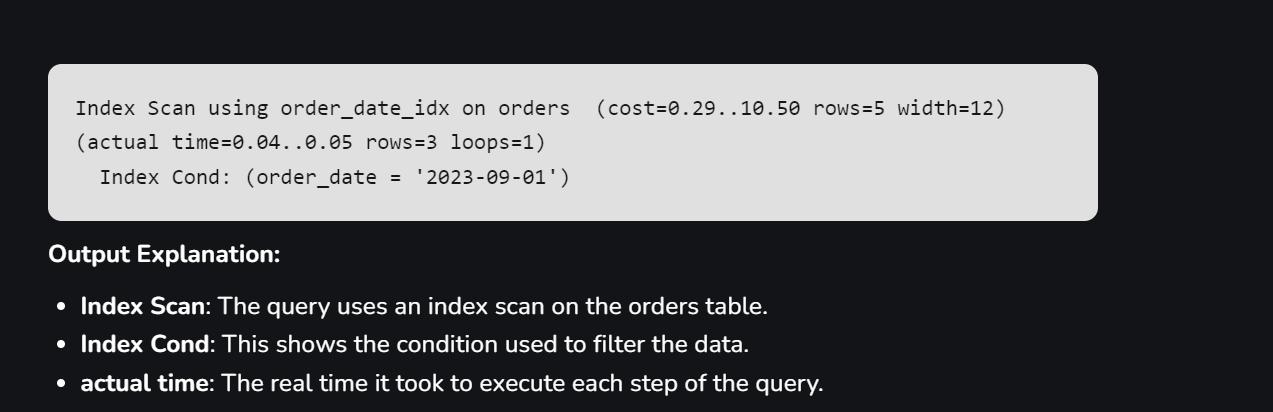 Index Scan using order_date_idx on orders  (cost=0.29..10.50 rows=5 width=12)
(actual time=0.04..0.05 rows=3 loops=1)
  Index Cond: (order_date = '2023-09-01')
Output Explanation:
• Index Scan: The query uses an index scan on the orders table.
• Index Cond: This shows the condition used to filter the data.
• actual time: The real time it took to execute each step of the query.